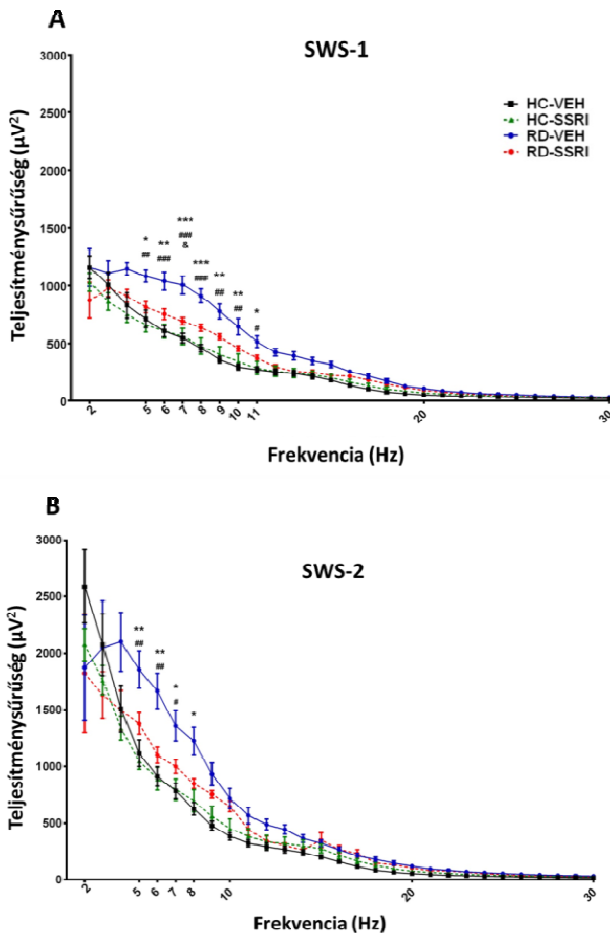 A
SWS-1
Teljesítménysűrűség (µV²)
3000
2500
2000
1500
1000
500
0
HC-VEH
HC-SSRI
RD-VEH
RD-SSRI
* ** *** *** ** ** *
## ### ### ### ## ## #
&
2 5 6 7 8 9 10 11 20 30
Frekvencia (Hz)
B
SWS-2
Teljesítménysűrűség (µV²)
3000
2500
2000
1500
1000
500
0
** ** * *
## ## #
2 5 6 7 8 10 20 30
Frekvencia (Hz)